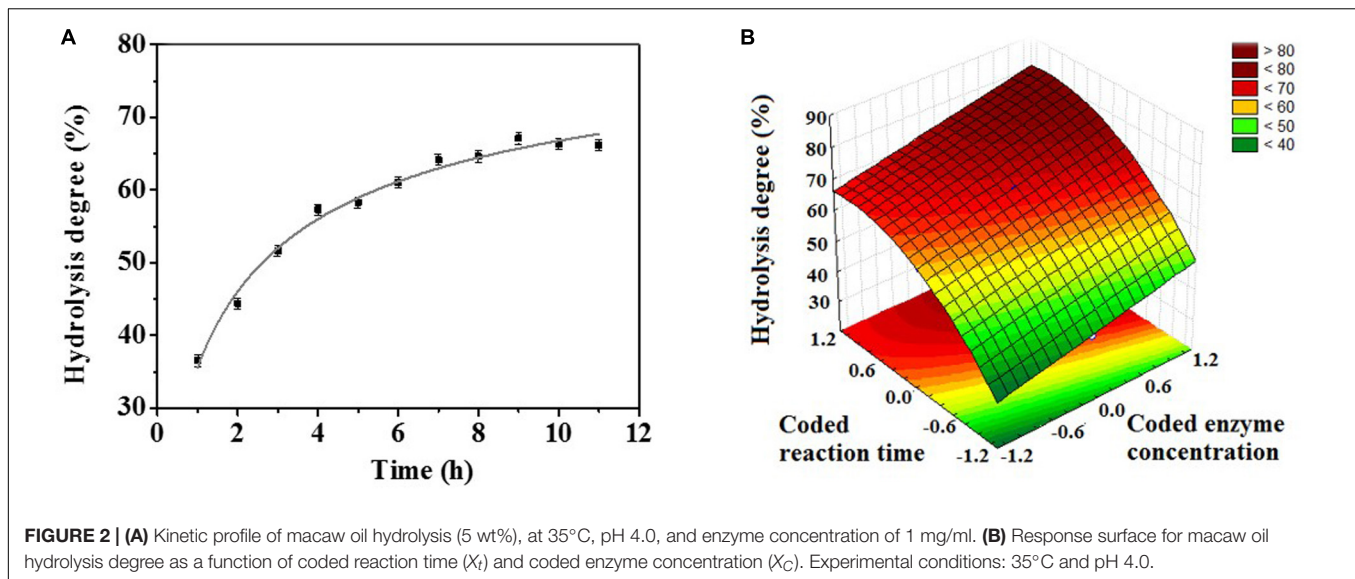 A
80
70
60
50
40
30
Hydrolysis degree (%)
0 2 4 6 8 10 12
Time (h)
B
> 80
< 80
< 70
< 60
< 50
< 40
90
80
70
60
50
40
30
Hydrolysis degree (%)
1.2
0.6
0.0
-0.6
-1.2
Coded
reaction time
-1.2
-0.6
0.0
0.6
1.2
Coded enzyme
concentration
FIGURE 2 | (A) Kinetic profile of macaw oil hydrolysis (5 wt%), at 35°C, pH 4.0, and enzyme concentration of 1 mg/ml. (B) Response surface for macaw oil
hydrolysis degree as a function of coded reaction time (Xt) and coded enzyme concentration (XC). Experimental conditions: 35°C and pH 4.0.